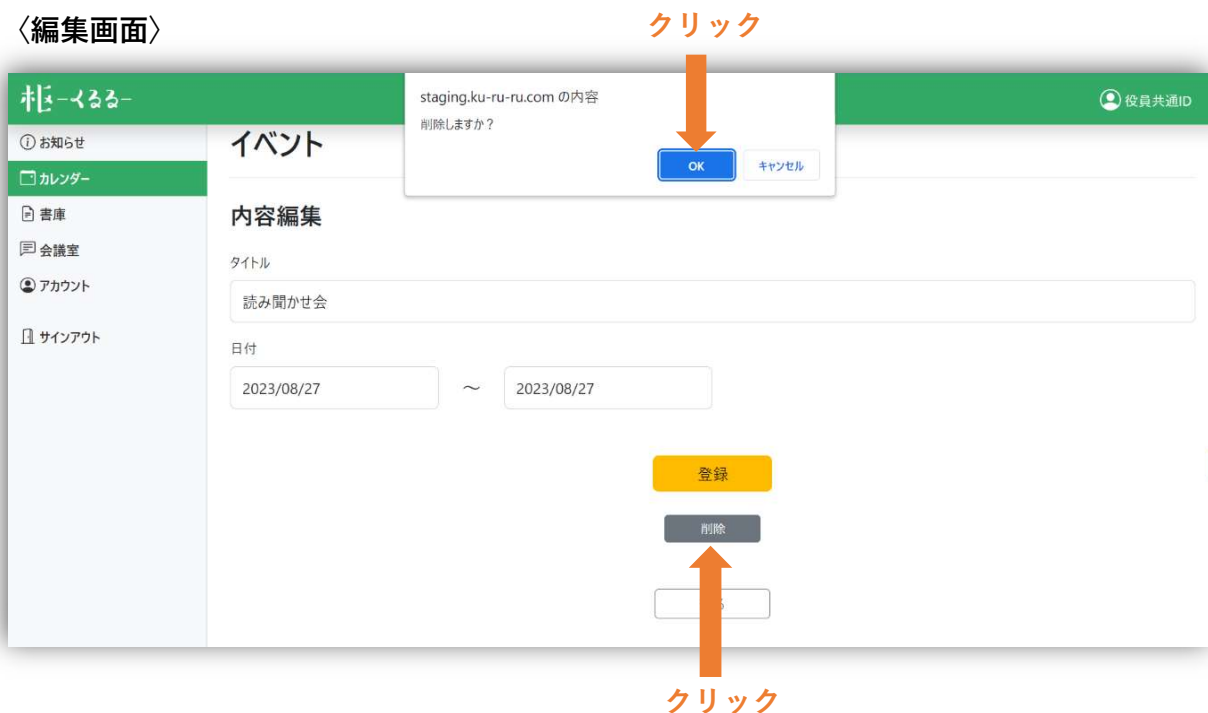 〈編集画面〉
クリック
枢-くるる-
staging.ku-ru-ru.com の内容
削除しますか？
OK
キャンセル
役員共通ID
お知らせ
カレンダー
書庫
会議室
アカウント
サインアウト
イベント
内容編集
タイトル
読み聞かせ会
日付
2023/08/27 ～ 2023/08/27
登録
削除
クリック